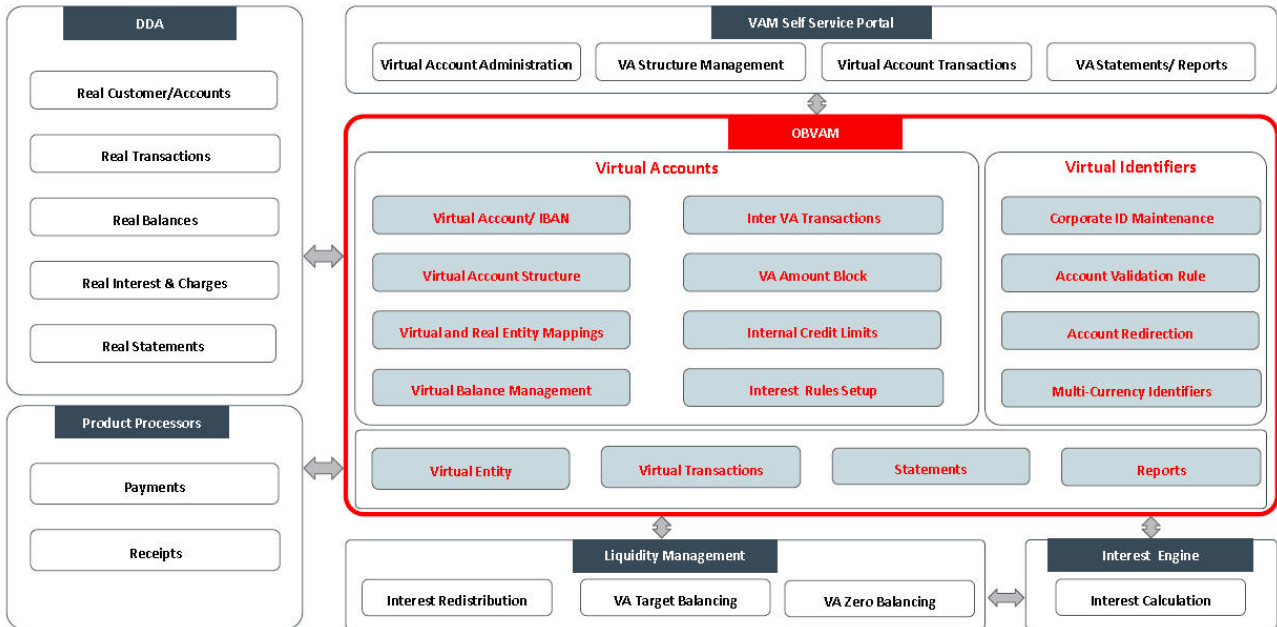 DDA
Real Customer/Accounts
Real Transactions
Real Balances
Real Interest & Charges
Real Statements
Product Processors
Payments
Receipts
VAM Self Service Portal
Virtual Account Administration
VA Structure Management
Virtual Account Transactions
VA Statements/ Reports
OBVAM
Virtual Accounts
Virtual Account/ IBAN
Inter VA Transactions
Virtual Account Structure
VA Amount Block
Virtual and Real Entity Mappings
Internal Credit Limits
Virtual Balance Management
Interest Rules Setup
Virtual Identifiers
Corporate ID Maintenance
Account Validation Rule
Account Redirection
Multi-Currency Identifiers
Virtual Entity
Virtual Transactions
Statements
Reports
Liquidity Management
Interest Redistribution
VA Target Balancing
VA Zero Balancing
Interest Engine
Interest Calculation